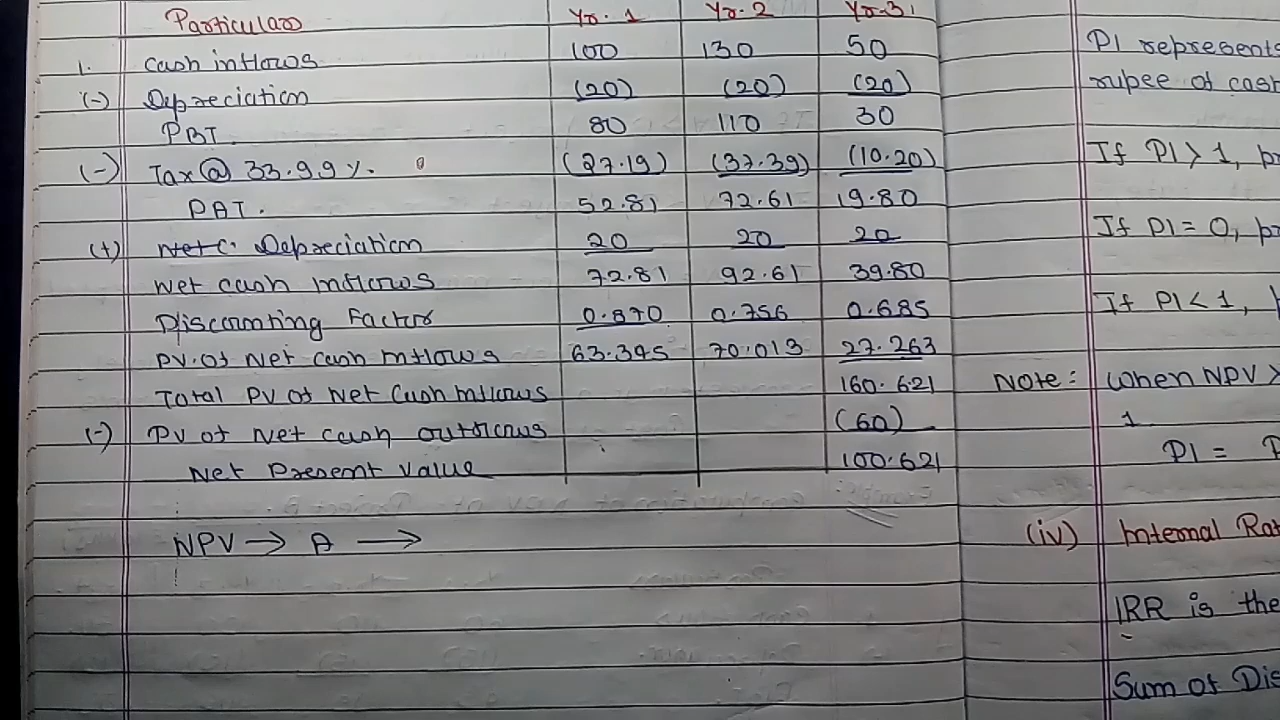 Particulars Yr. 1 Yr. 2 Yr. 3
1. Cash inflows 100 130 50
(-) Depreciation (20) (20) (20)
PBT. 80 110 30
(-) Tax @ 33.99 %. (27.19) (37.39) (10.20)
PAT. 52.81 72.61 19.80
(+) Net C. Depreciation 20 20 20
Net cash inflows 72.81 92.61 39.80
Discounting Factor 0.870 0.756 0.685
PV. of Net cash inflows 63.345 70.013 27.263
Total PV of Net Cash inflows 160.621
(-) PV of Net cash outflows (60)
Net Present Value 100.621
NPV → A →
PI represents
rupee of cash
If PI > 1, pr
If PI = 0, pr
If PI < 1,
Note: When NPV >
1
PI = P
(iv) Internal Rat
IRR is the
Sum of Dis